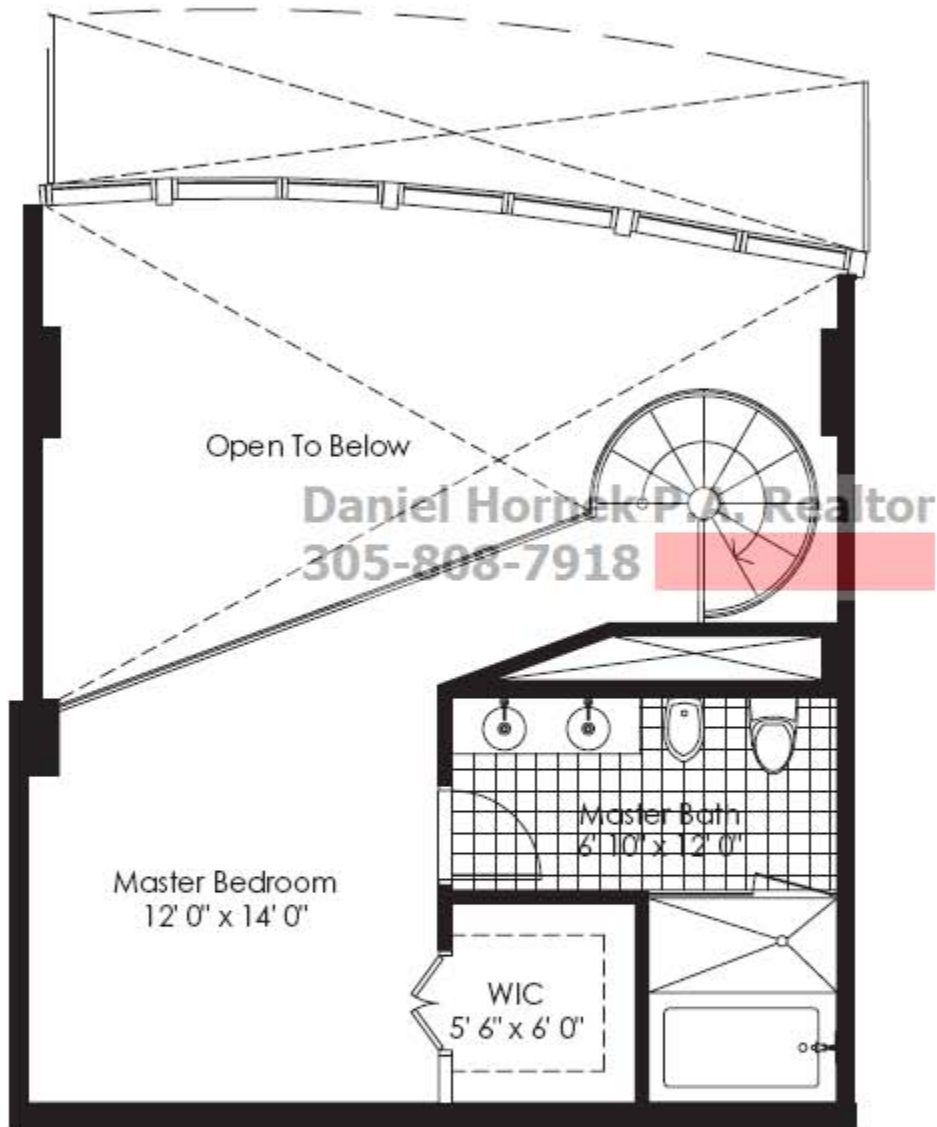 Open To Below
Daniel Hornek P.A. Realtor
305-808-7918
Master Bath
6' 10" x 12' 0"
Master Bedroom
12' 0" x 14' 0"
WIC
5' 6" x 6' 0"